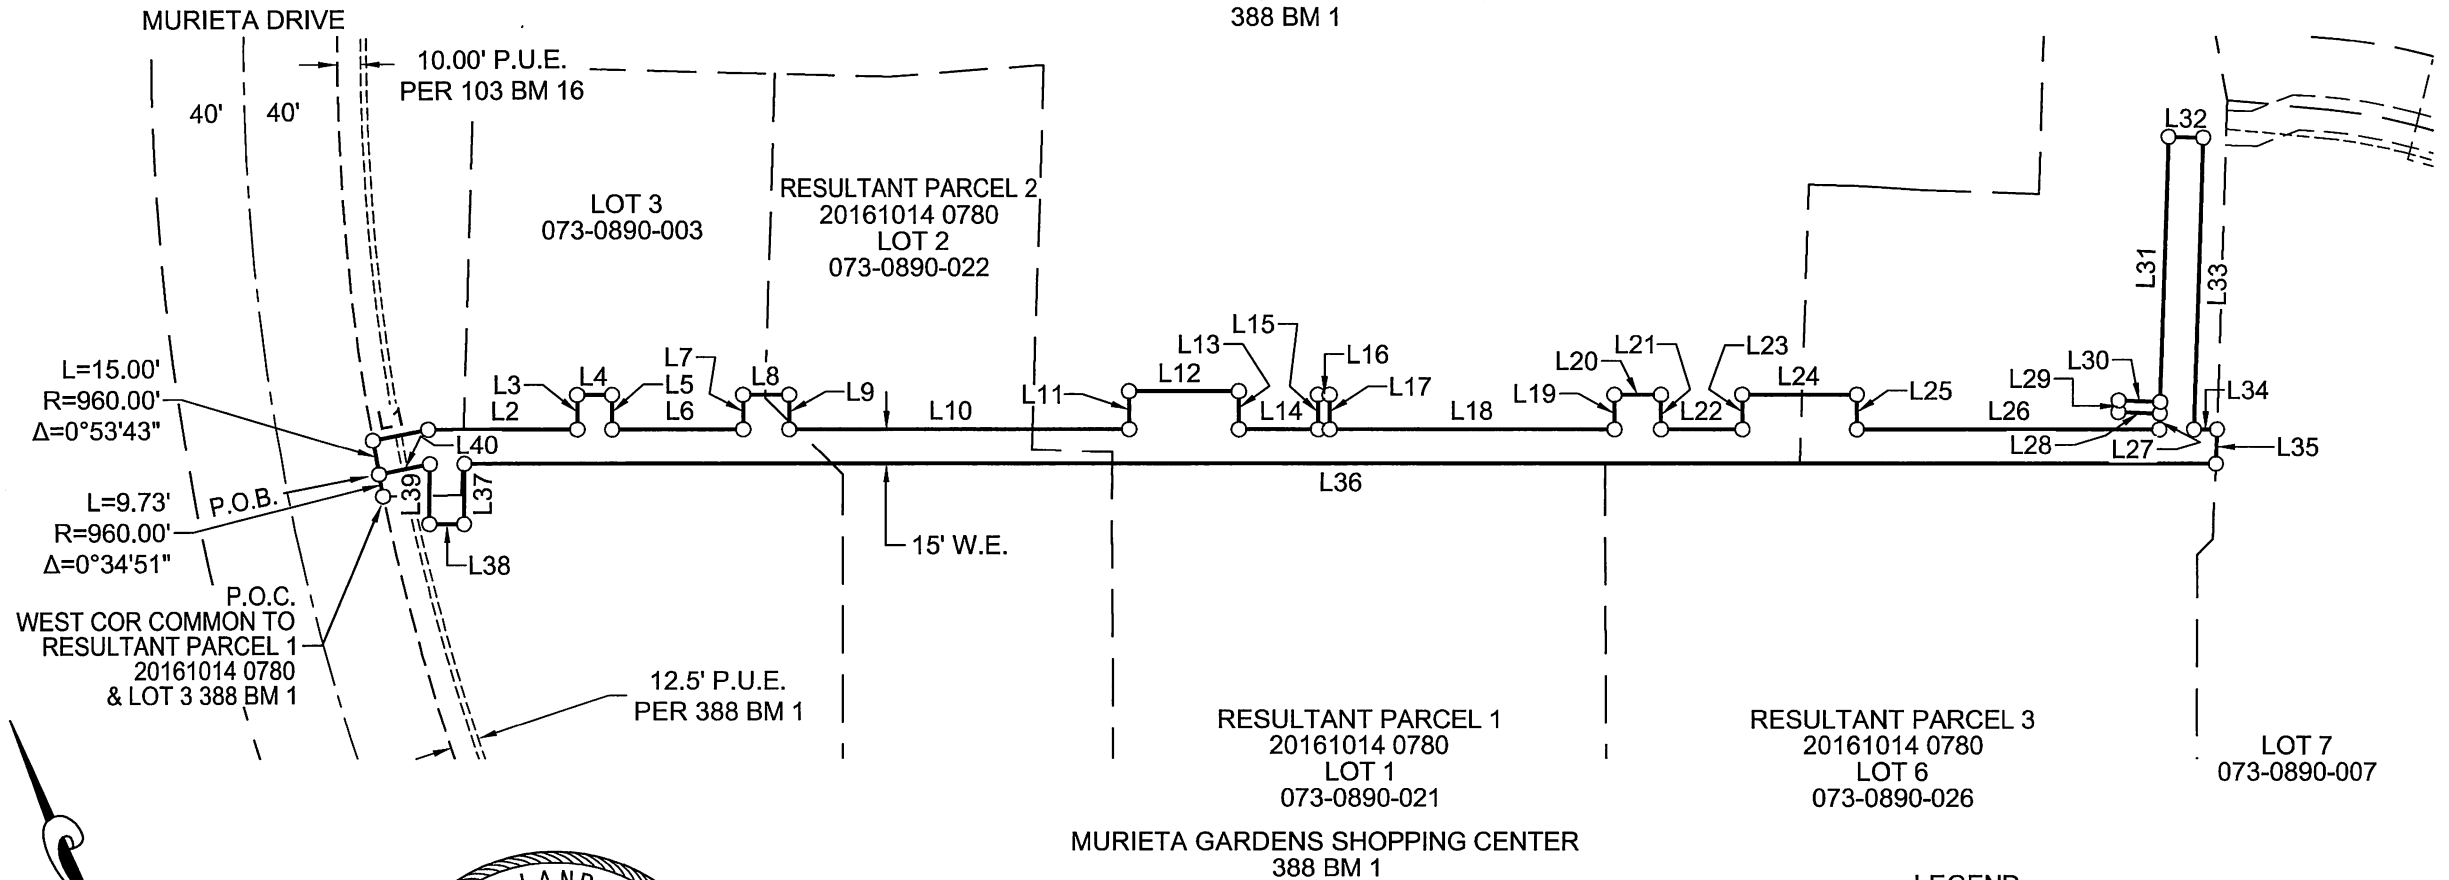 MURIETA DRIVE
388 BM 1
10.00' P.U.E.
PER 103 BM 16
40'
40'
L32
RESULTANT PARCEL 2
20161014 0780
LOT 2
073-0890-022
LOT 3
073-0890-003
L31
L33
L=15.00'
R=960.00'
Δ=0°53'43"
L1
L2
L3
L4
L5
L6
L7
L8
L9
L10
L11
L12
L13
L14
L15
L16
L17
L18
L19
L20
L21
L22
L23
L24
L25
L26
L27
L28
L29
L30
L34
L35
L36
L37
L38
L39
L40
P.O.B.
L=9.73'
R=960.00'
Δ=0°34'51"
15' W.E.
P.O.C.
WEST COR COMMON TO
RESULTANT PARCEL 1
20161014 0780
& LOT 3 388 BM 1
12.5' P.U.E.
PER 388 BM 1
RESULTANT PARCEL 1
20161014 0780
LOT 1
073-0890-021
RESULTANT PARCEL 3
20161014 0780
LOT 6
073-0890-026
LOT 7
073-0890-007
MURIETA GARDENS SHOPPING CENTER
388 BM 1
LAND
LEGEND